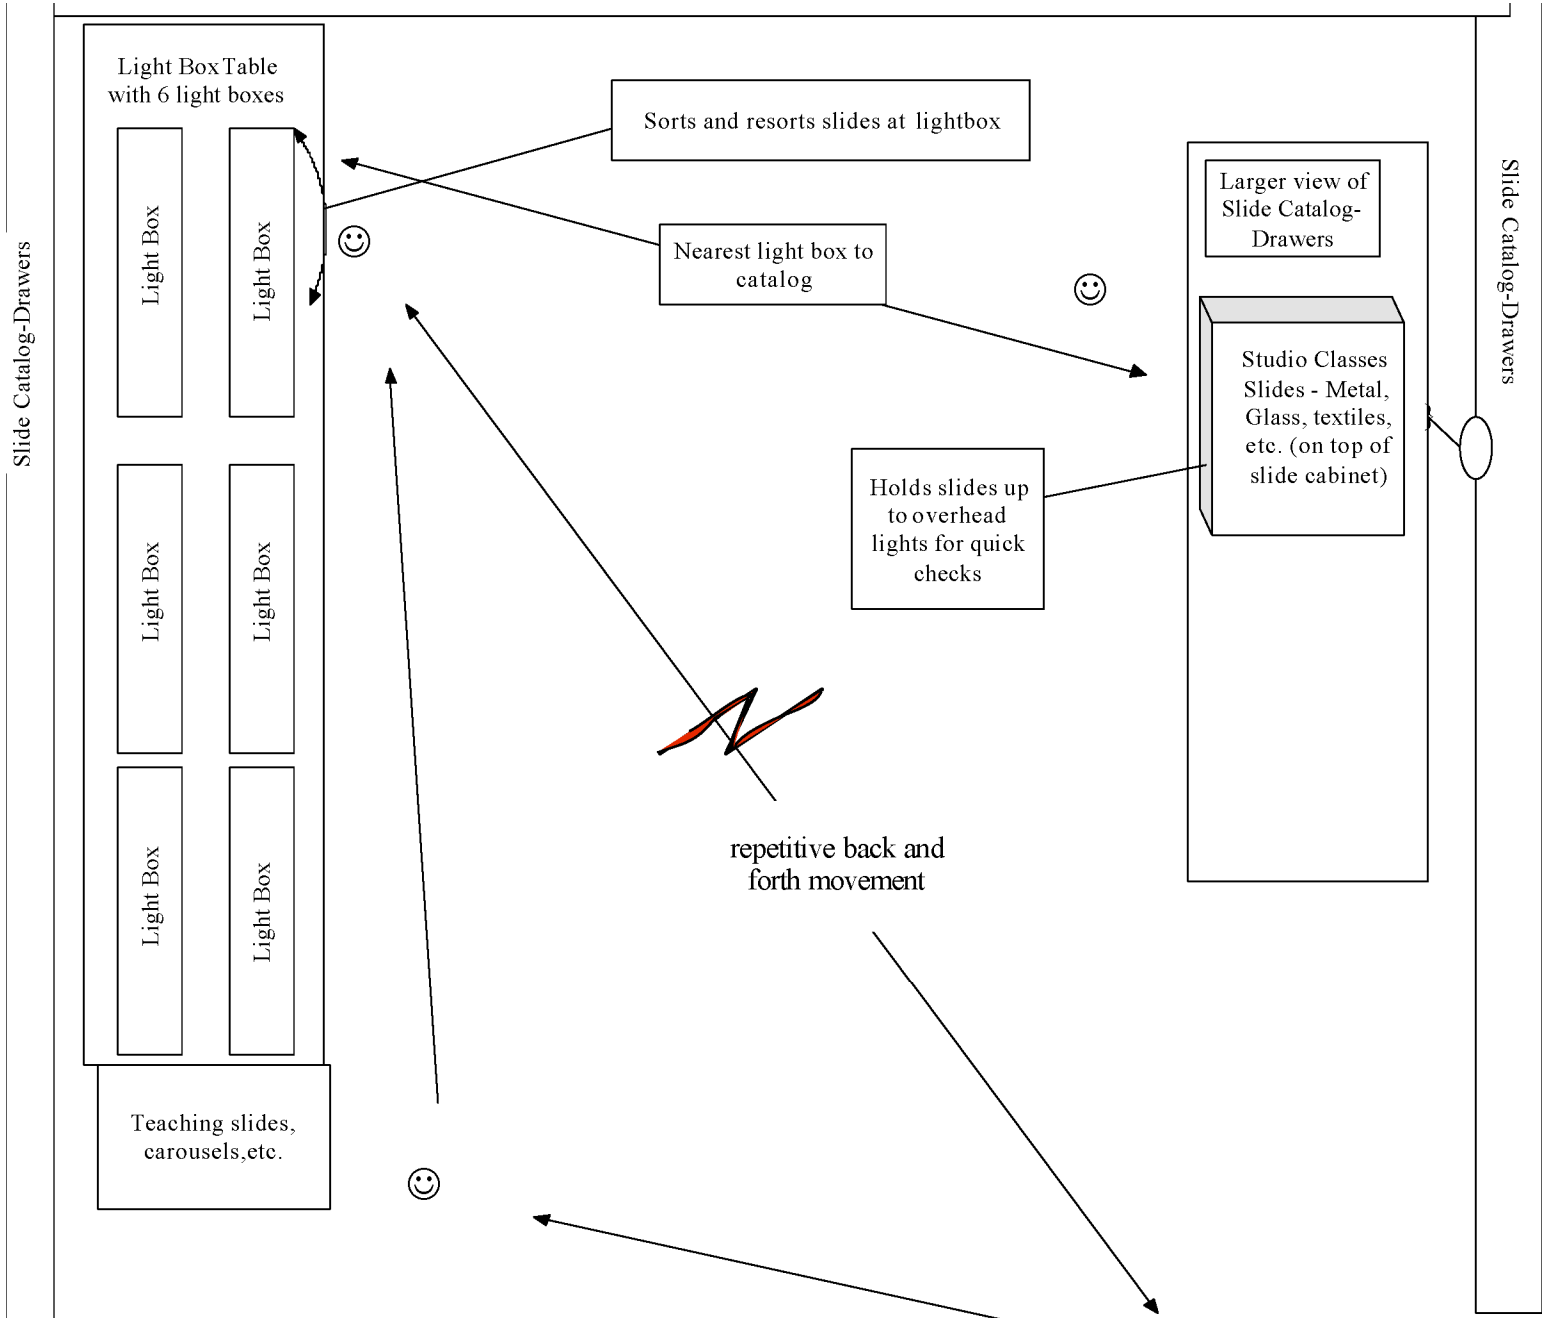 Light Box Table
with 6 light boxes
Light Box
Light Box
Light Box
Light Box
Light Box
Light Box
Teaching slides,
carousels,etc.
Slide Catalog-Drawers
Sorts and resorts slides at lightbox
Nearest light box to
catalog
Holds slides up
to overhead
lights for quick
checks
repetitive back and
forth movement
Larger view of
Slide Catalog-
Drawers
Studio Classes
Slides - Metal,
Glass, textiles,
etc. (on top of
slide cabinet)
Slide Catalog-Drawers